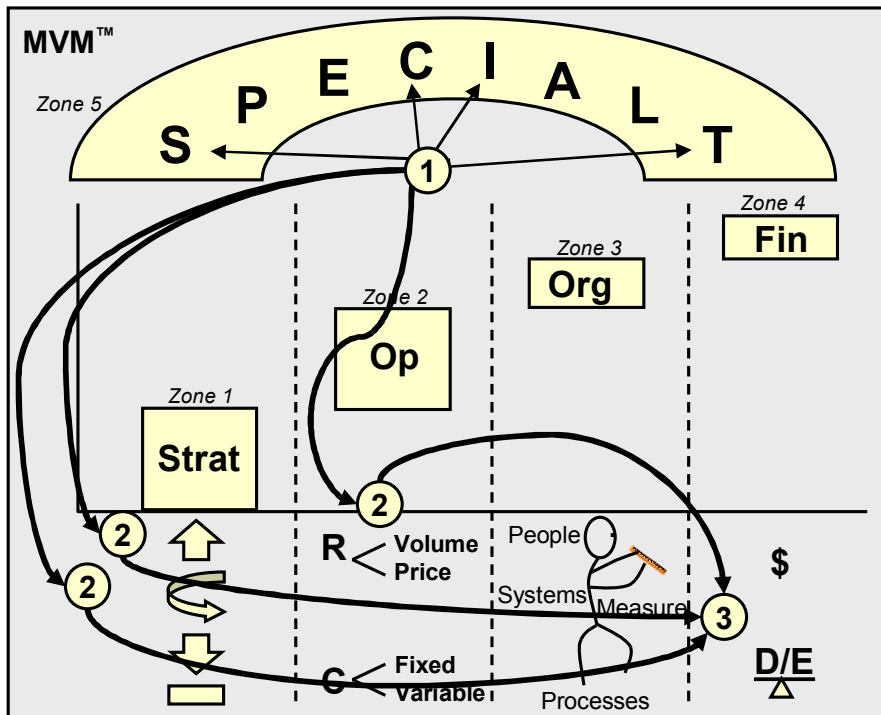 MVM™
Zone 5
S P E C I A L T
1
Zone 4
Fin
Zone 3
Org
Zone 2
Op
Zone 1
Strat
2
2
2
R
Volume
Price
People
$
Systems
Measure
3
C
Fixed
Variable
D/E
Processes